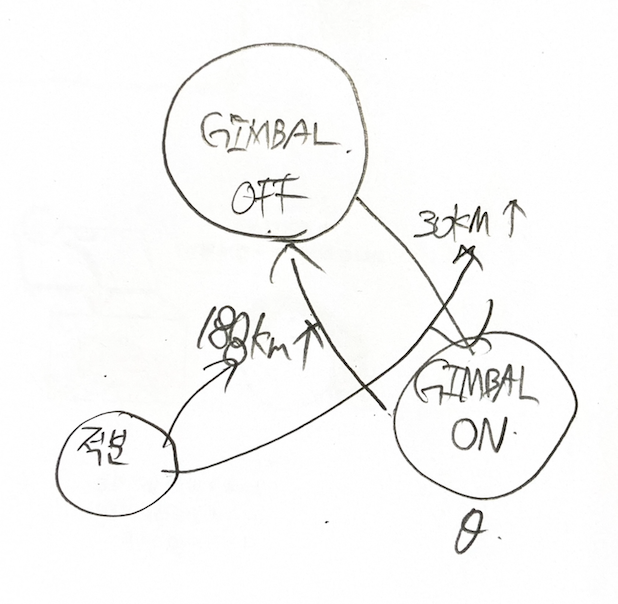 GIMBAL
OFF
30km ↑
180km ↑
GIMBAL
ON.
적분
θ.